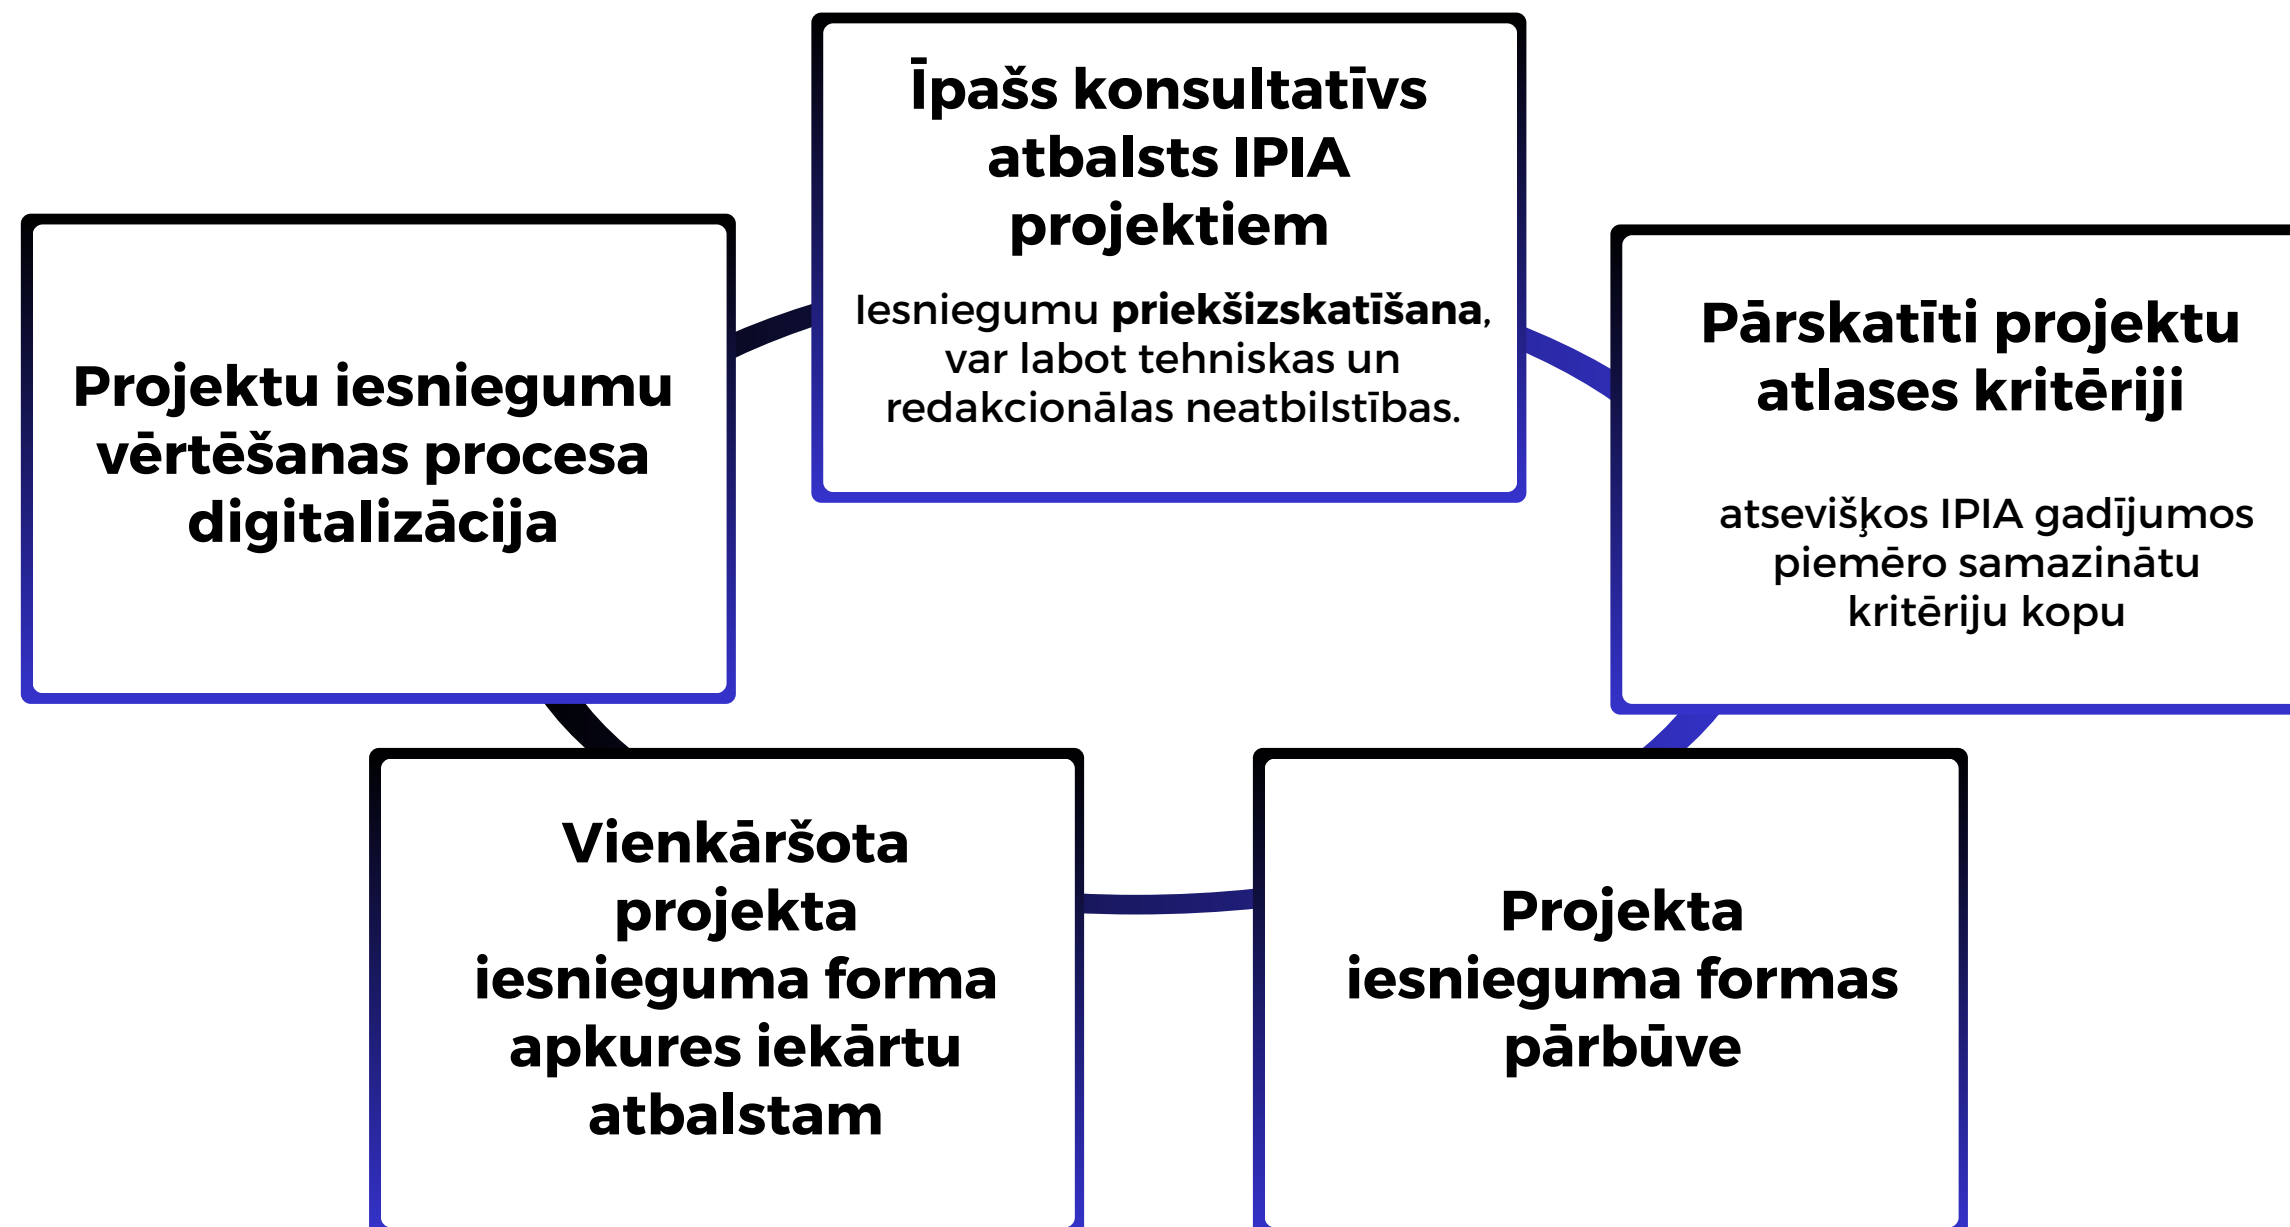 Īpašs konsultatīvs
atbalsts IPIA
projektiem
Iesniegumu priekšizskatīšana,
var labot tehniskas un
redakcionālas neatbilstības.
Pārskatīti projektu
atlases kritēriji
atsevišķos IPIA gadījumos
piemēro samazinātu
kritēriju kopu
Projekta
iesnieguma formas
pārbūve
Vienkāršota
projekta
iesnieguma forma
apkures iekārtu
atbalstam
Projektu iesniegumu
vērtēšanas procesa
digitalizācija